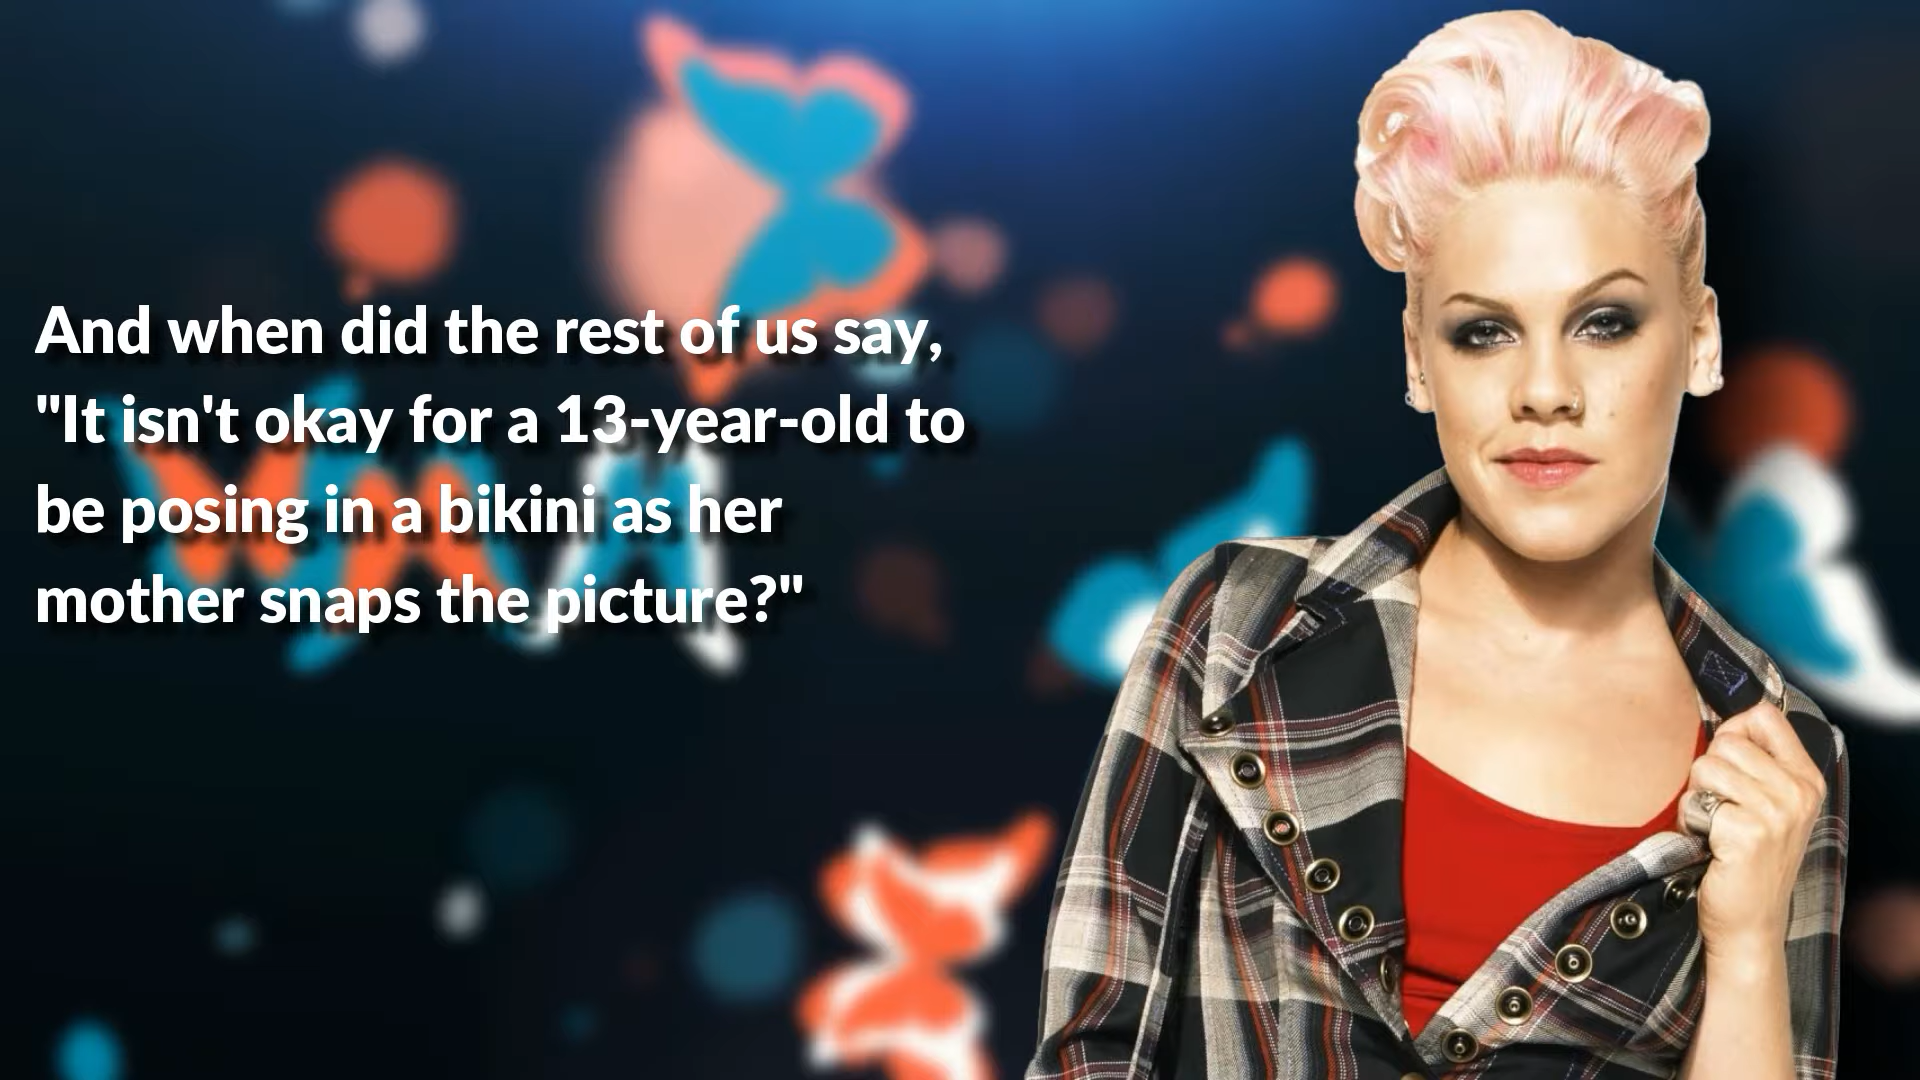 And when did the rest of us say,
"It isn't okay for a 13-year-old to
be posing in a bikini as her
mother snaps the picture?"